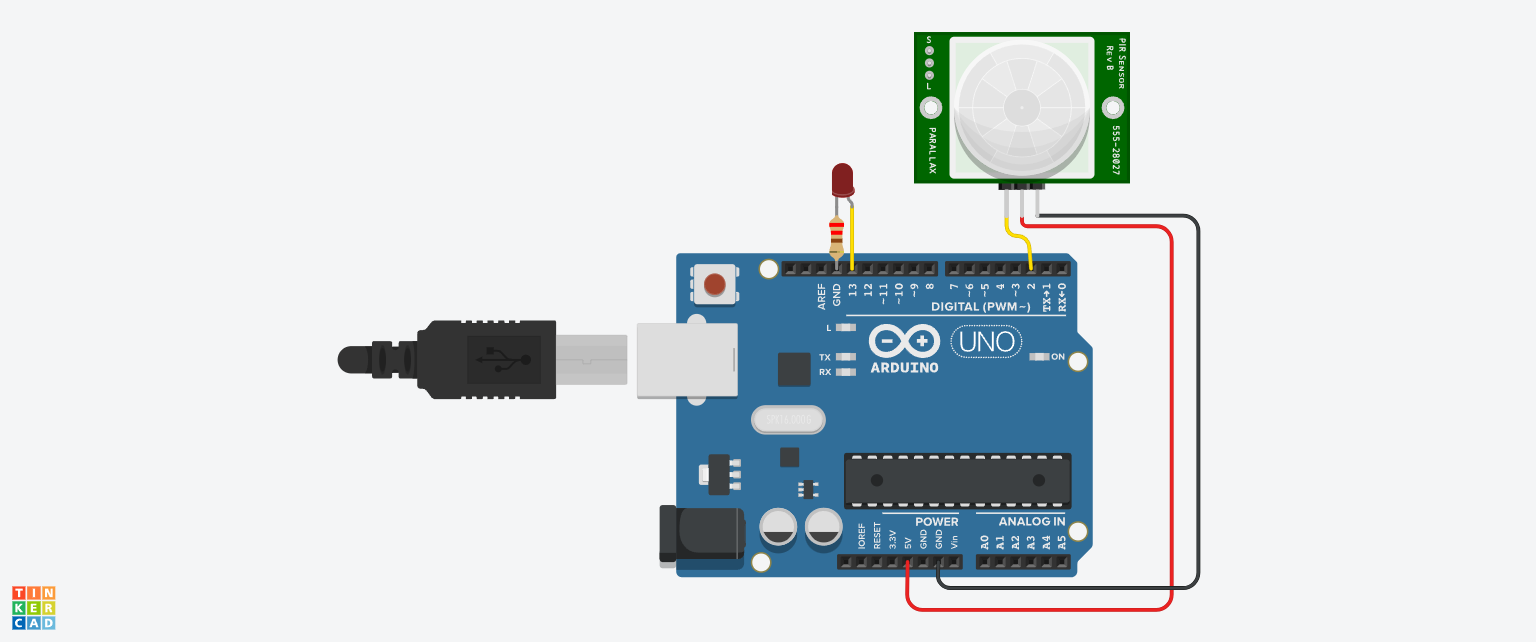 S
L
PARALLAX
PIR SENSOR
REV B
555-28027
AREF
GND
13
12
~11
~10
~9
8
7
~6
~5
4
~3
2
TX→1
RX←0
DIGITAL (PWM~)
L
TX
RX
ARDUINO
UNO
ON
POWER
ANALOG IN
IOREF
RESET
3.3V
5V
GND
GND
Vin
A0
A1
A2
A3
A4
A5
TIN
KER
CAD